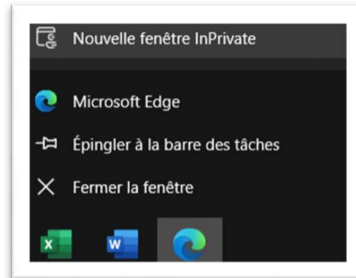 Nouvelle fenêtre InPrivate
Microsoft Edge
Épingler à la barre des tâches
Fermer la fenêtre